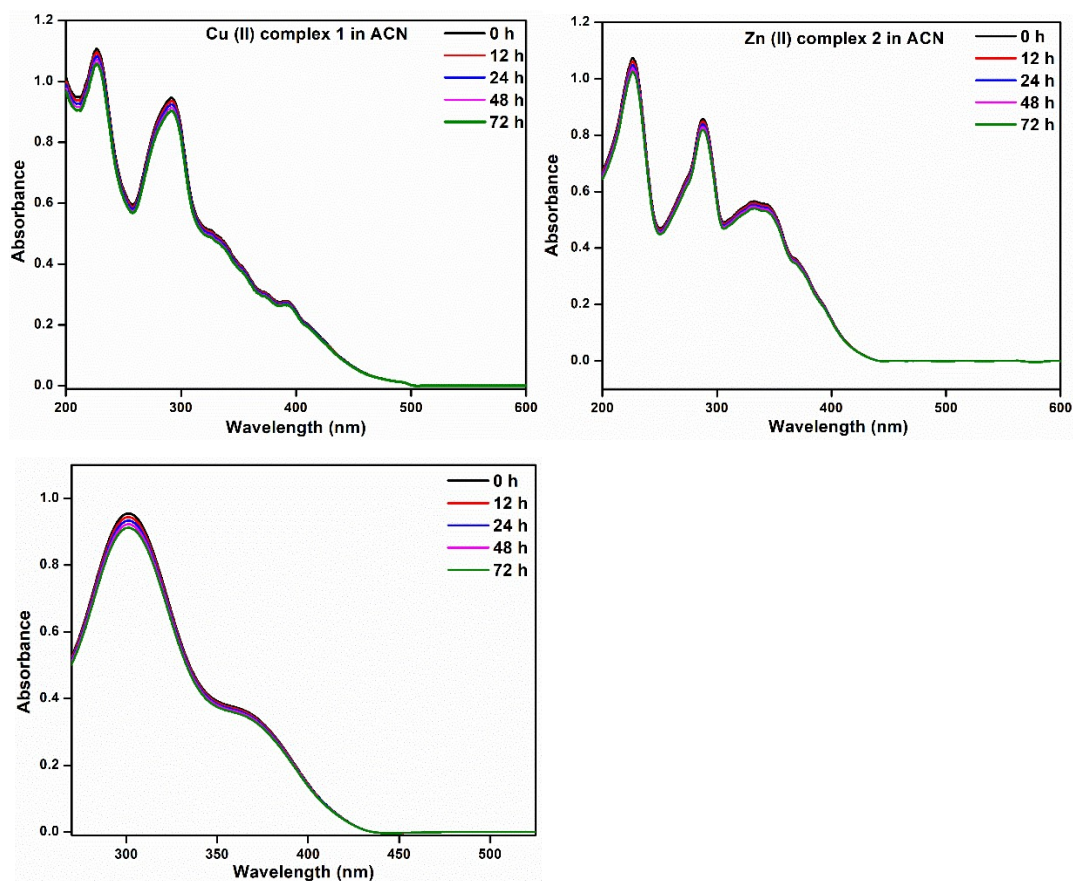 Cu (II) complex 1 in ACN
0 h
12 h
24 h
48 h
72 h
Absorbance
1.2
1.0
0.8
0.6
0.4
0.2
0.0
200
300
400
500
600
Wavelength (nm)
Zn (II) complex 2 in ACN
0 h
12 h
24 h
48 h
72 h
Absorbance
1.2
1.0
0.8
0.6
0.4
0.2
0.0
200
300
400
500
600
Wavelength (nm)
0 h
12 h
24 h
48 h
72 h
Absorbance
1.0
0.8
0.6
0.4
0.2
0.0
300
350
400
450
500
Wavelength (nm)